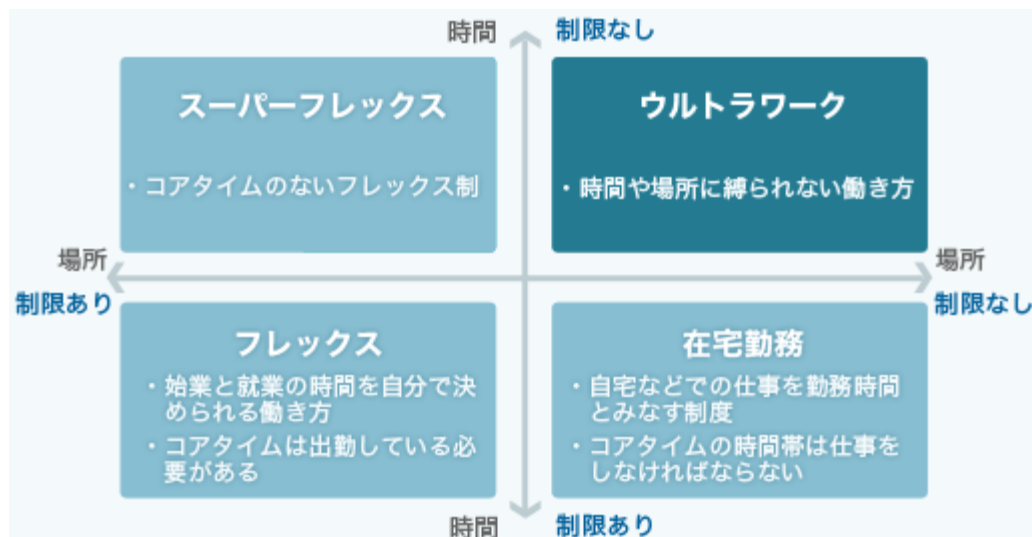 時間 制限なし
スーパーフレックス
・コアタイムのないフレックス制
ウルトラワーク
・時間や場所に縛られない働き方
場所
制限あり
場所
制限なし
フレックス
・始業と就業の時間を自分で決
められる働き方
・コアタイムは出勤している必
要がある
在宅勤務
・自宅などでの仕事を勤務時間
とみなす制度
・コアタイムの時間帯は仕事を
しなければならない
時間 制限あり